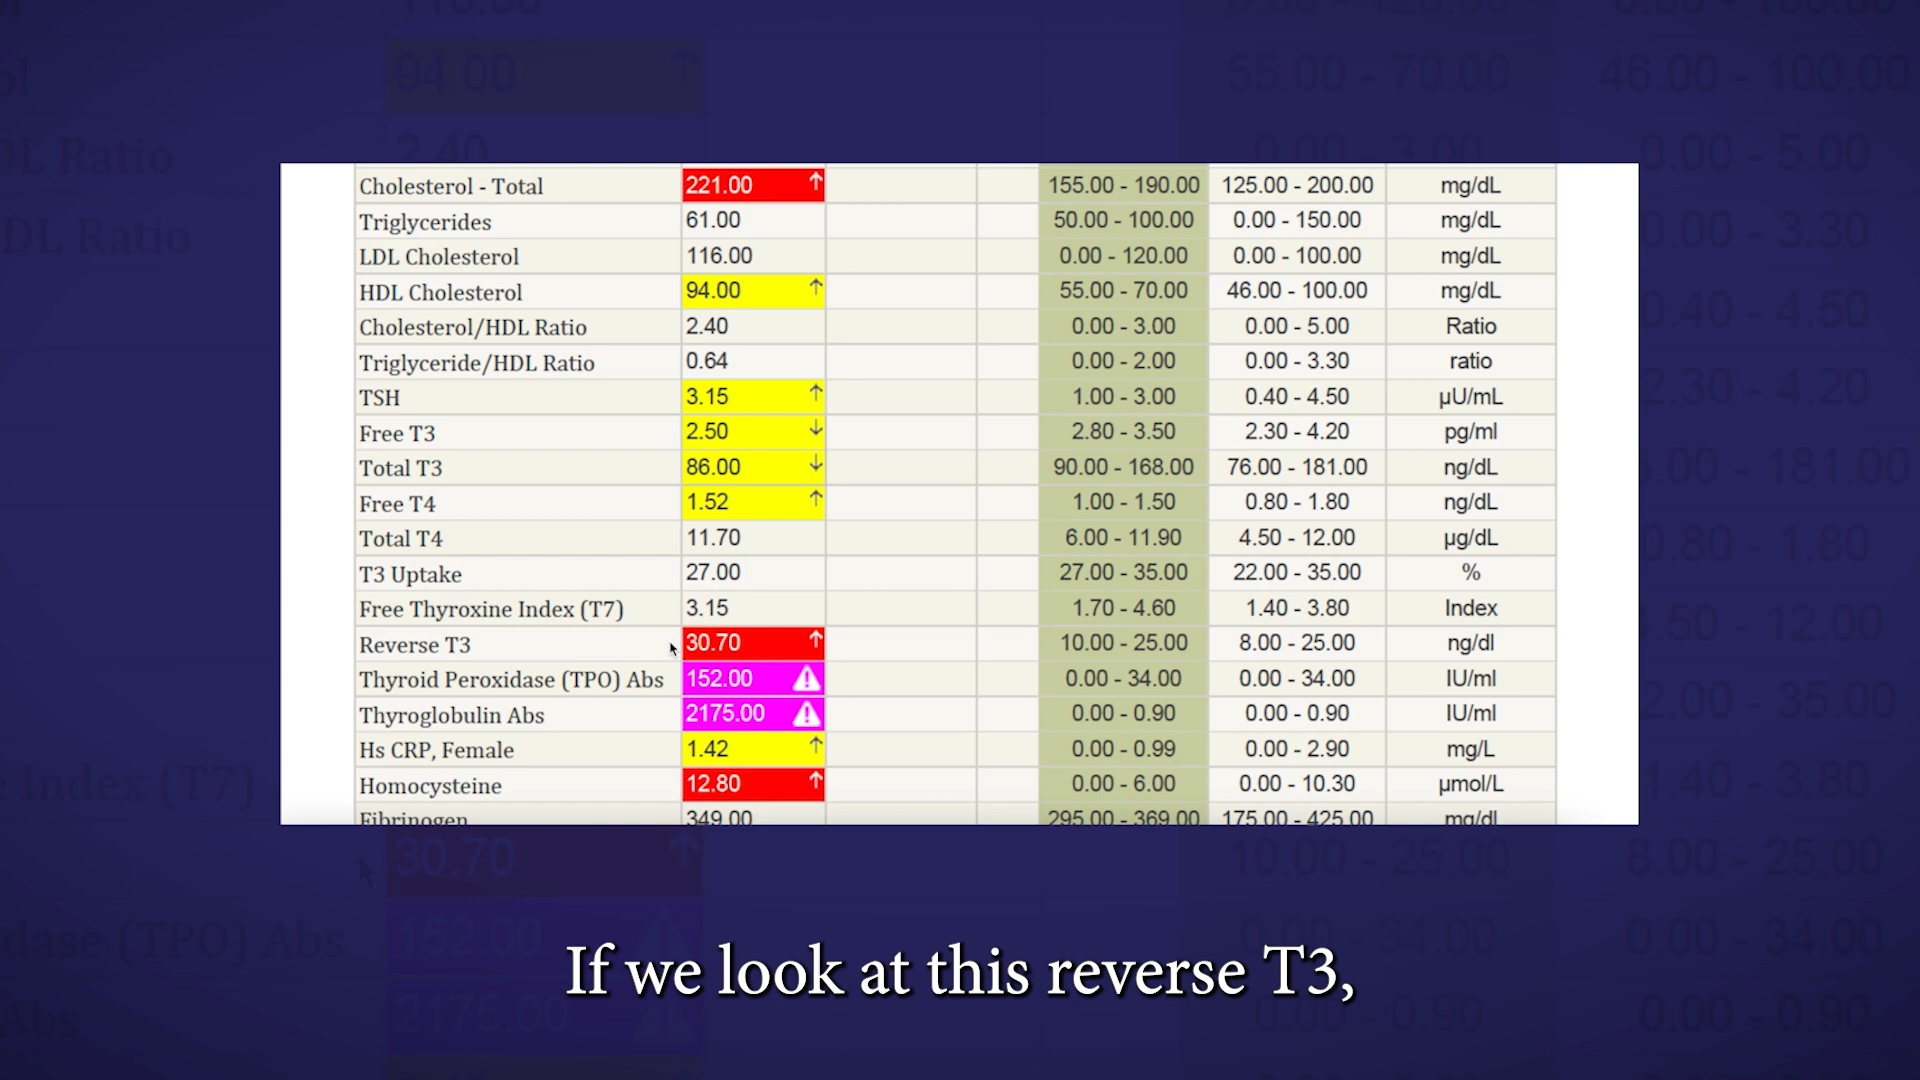 Cholesterol - Total 221.00 ↑ 155.00 - 190.00 125.00 - 200.00 mg/dL
Triglycerides 61.00 50.00 - 100.00 0.00 - 150.00 mg/dL
LDL Cholesterol 116.00 0.00 - 120.00 0.00 - 100.00 mg/dL
HDL Cholesterol 94.00 ↑ 55.00 - 70.00 46.00 - 100.00 mg/dL
Cholesterol/HDL Ratio 2.40 0.00 - 3.00 0.00 - 5.00 Ratio
Triglyceride/HDL Ratio 0.64 0.00 - 2.00 0.00 - 3.30 ratio
TSH 3.15 ↑ 1.00 - 3.00 0.40 - 4.50 µU/mL
Free T3 2.50 ↓ 2.80 - 3.50 2.30 - 4.20 pg/ml
Total T3 86.00 ↓ 90.00 - 168.00 76.00 - 181.00 ng/dL
Free T4 1.52 ↑ 1.00 - 1.50 0.80 - 1.80 ng/dL
Total T4 11.70 6.00 - 11.90 4.50 - 12.00 µg/dL
T3 Uptake 27.00 27.00 - 35.00 22.00 - 35.00 %
Free Thyroxine Index (T7) 3.15 1.70 - 4.60 1.40 - 3.80 Index
Reverse T3 30.70 ↑ 10.00 - 25.00 8.00 - 25.00 ng/dl
Thyroid Peroxidase (TPO) Abs 152.00 0.00 - 34.00 0.00 - 34.00 IU/ml
Thyroglobulin Abs 2175.00 0.00 - 0.90 0.00 - 0.90 IU/ml
Hs CRP, Female 1.42 ↑ 0.00 - 0.99 0.00 - 2.90 mg/L
Homocysteine 12.80 ↑ 0.00 - 6.00 0.00 - 10.30 µmol/L
Fibrinogen 349.00 295.00 - 369.00 175.00 - 425.00 mg/dl
If we look at this reverse T3,